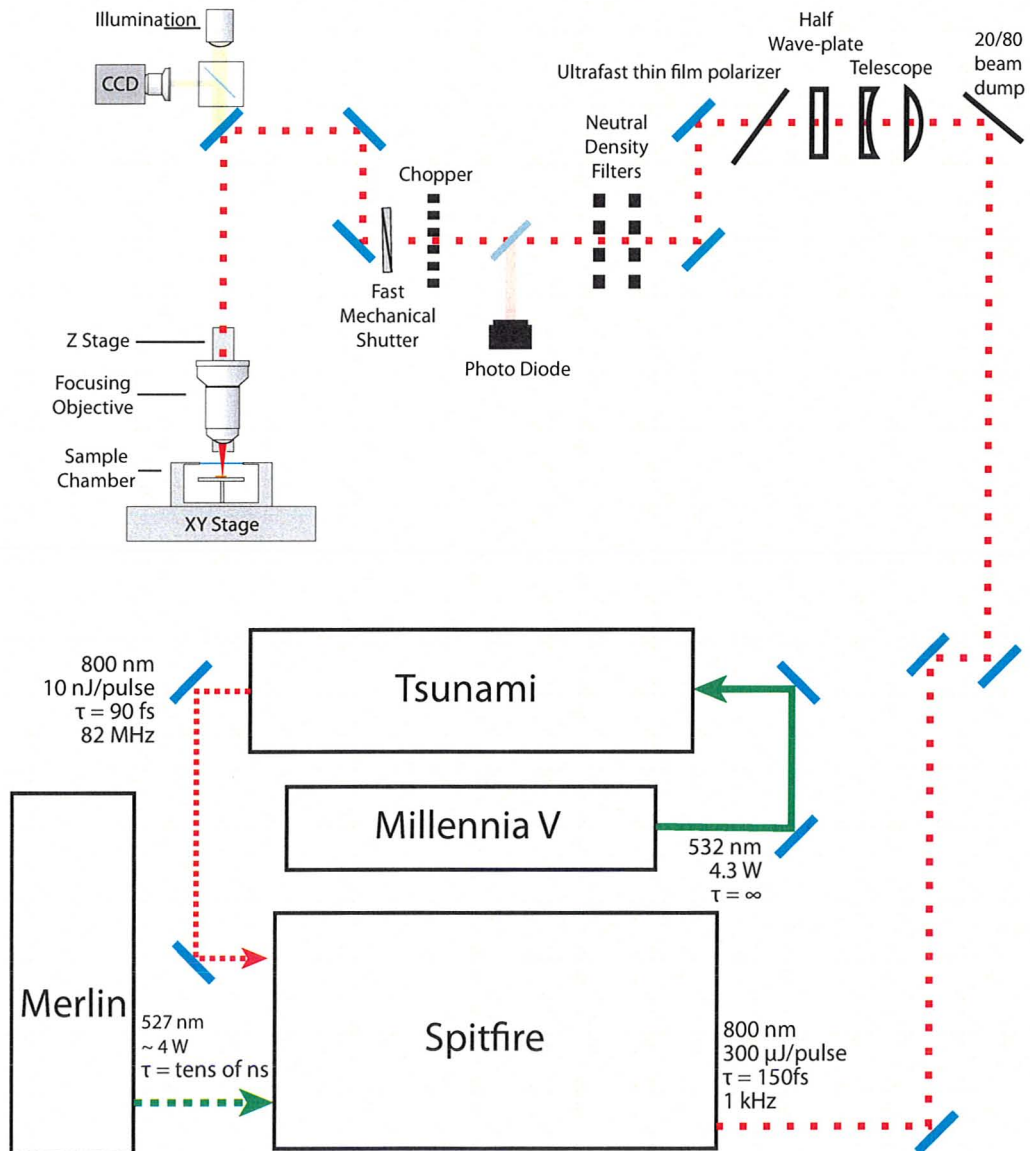 Illumination
CCD
Half
Wave-plate
20/80
beam
dump
Ultrafast thin film polarizer
Telescope
Neutral
Density
Filters
Chopper
Fast
Mechanical
Shutter
Photo Diode
Z Stage
Focusing
Objective
Sample
Chamber
XY Stage
800 nm
10 nJ/pulse
τ = 90 fs
82 MHz
Tsunami
Millennia V
532 nm
4.3 W
τ = ∞
Merlin
527 nm
~ 4 W
τ = tens of ns
Spitfire
800 nm
300 µJ/pulse
τ = 150fs
1 kHz